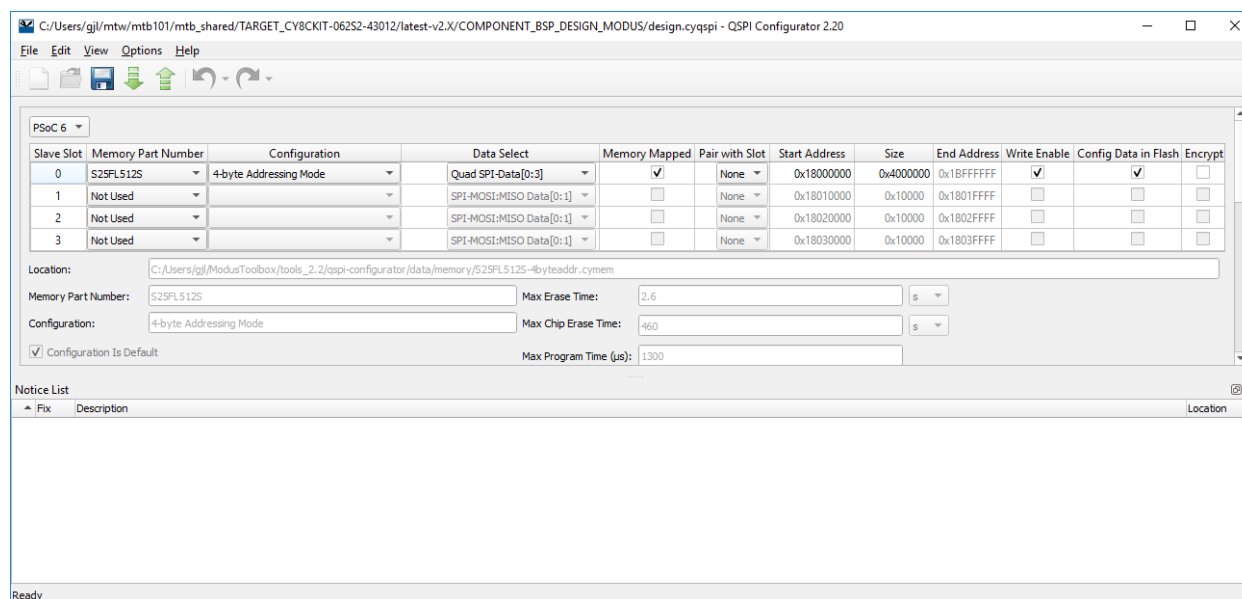 C:/Users/gjl/mtw/mtb101/mtb_shared/TARGET_CY8CKIT-062S2-43012/latest-v2.X/COMPONENT_BSP_DESIGN_MODUS/design.cyqspi - QSPI Configurator 2.20
File Edit View Options Help
PSoC 6
Slave Slot Memory Part Number Configuration Data Select Memory Mapped Pair with Slot Start Address Size End Address Write Enable Config Data in Flash Encrypt
0 S25FL512S 4-byte Addressing Mode Quad SPI-Data[0:3] None 0x18000000 0x4000000 0x1BFFFFFF
1 Not Used SPI-MOSI:MISO Data[0:1] None 0x18010000 0x10000 0x1801FFFF
2 Not Used SPI-MOSI:MISO Data[0:1] None 0x18020000 0x10000 0x1802FFFF
3 Not Used SPI-MOSI:MISO Data[0:1] None 0x18030000 0x10000 0x1803FFFF
Location: C:/Users/gjl/ModusToolbox/tools_2.2/qspi-configurator/data/memory/S25FL512S-4byteaddr.cymem
Memory Part Number: S25FL512S Max Erase Time: 2.6 s
Configuration: 4-byte Addressing Mode Max Chip Erase Time: 460 s
Configuration Is Default Max Program Time (µs): 1300
Notice List
Fix Description Location
Ready